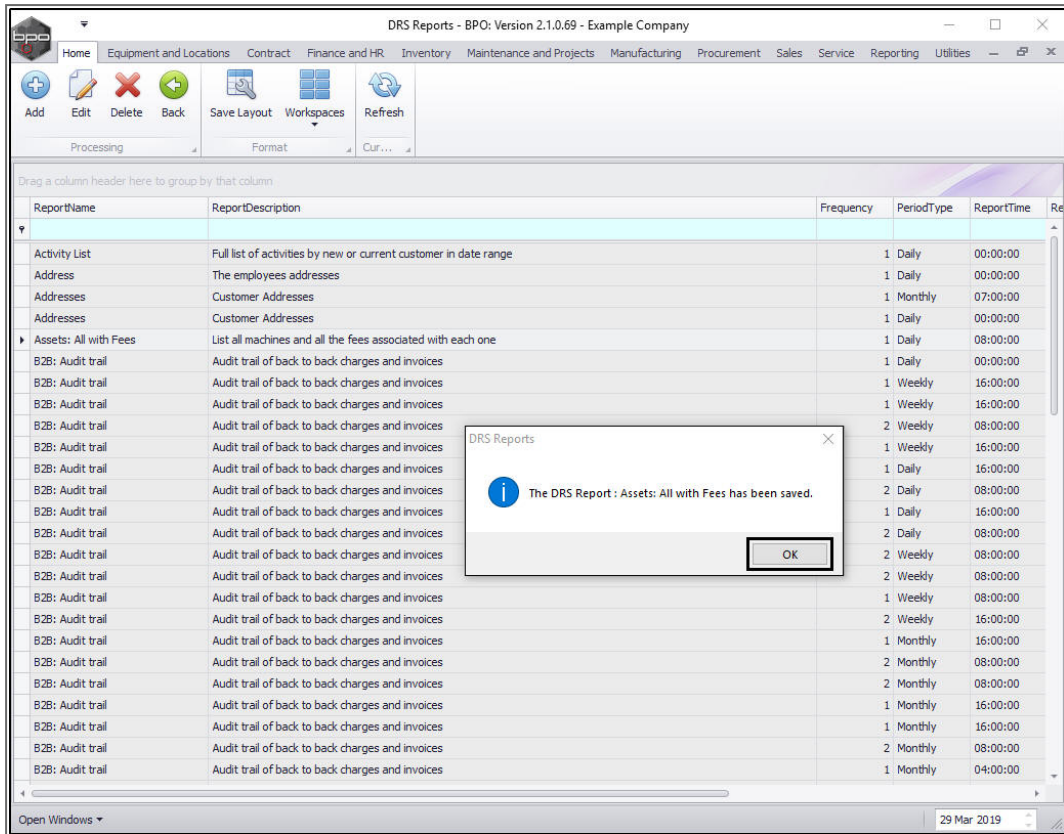 DRS Reports - BPO: Version 2.1.0.69 - Example Company
bpo
Home Equipment and Locations Contract Finance and HR Inventory Maintenance and Projects Manufacturing Procurement Sales Service Reporting Utilities
Add Edit Delete Back Save Layout Workspaces Refresh
Processing Format Cur...
Drag a column header here to group by that column
ReportName ReportDescription Frequency PeriodType ReportTime Re
Activity List Full list of activities by new or current customer in date range 1 Daily 00:00:00
Address The employees addresses 1 Daily 00:00:00
Addresses Customer Addresses 1 Monthly 07:00:00
Addresses Customer Addresses 1 Daily 00:00:00
Assets: All with Fees List all machines and all the fees associated with each one 1 Daily 08:00:00
B2B: Audit trail Audit trail of back to back charges and invoices 1 Daily 00:00:00
B2B: Audit trail Audit trail of back to back charges and invoices 1 Weekly 16:00:00
B2B: Audit trail Audit trail of back to back charges and invoices 1 Weekly 16:00:00
B2B: Audit trail Audit trail of back to back charges and invoices 2 Weekly 08:00:00
B2B: Audit trail Audit trail of back to back charges and invoices 1 Weekly 16:00:00
B2B: Audit trail Audit trail of back to back charges and invoices 1 Daily 16:00:00
B2B: Audit trail Audit trail of back to back charges and invoices 2 Daily 08:00:00
B2B: Audit trail Audit trail of back to back charges and invoices 1 Daily 16:00:00
B2B: Audit trail Audit trail of back to back charges and invoices 2 Daily 08:00:00
B2B: Audit trail Audit trail of back to back charges and invoices 2 Weekly 08:00:00
B2B: Audit trail Audit trail of back to back charges and invoices 2 Weekly 08:00:00
B2B: Audit trail Audit trail of back to back charges and invoices 1 Weekly 08:00:00
B2B: Audit trail Audit trail of back to back charges and invoices 2 Weekly 16:00:00
B2B: Audit trail Audit trail of back to back charges and invoices 1 Monthly 16:00:00
B2B: Audit trail Audit trail of back to back charges and invoices 2 Monthly 08:00:00
B2B: Audit trail Audit trail of back to back charges and invoices 2 Monthly 08:00:00
B2B: Audit trail Audit trail of back to back charges and invoices 1 Monthly 16:00:00
B2B: Audit trail Audit trail of back to back charges and invoices 1 Monthly 16:00:00
B2B: Audit trail Audit trail of back to back charges and invoices 2 Monthly 08:00:00
B2B: Audit trail Audit trail of back to back charges and invoices 1 Monthly 04:00:00
DRS Reports
The DRS Report : Assets: All with Fees has been saved.
OK
Open Windows 29 Mar 2019